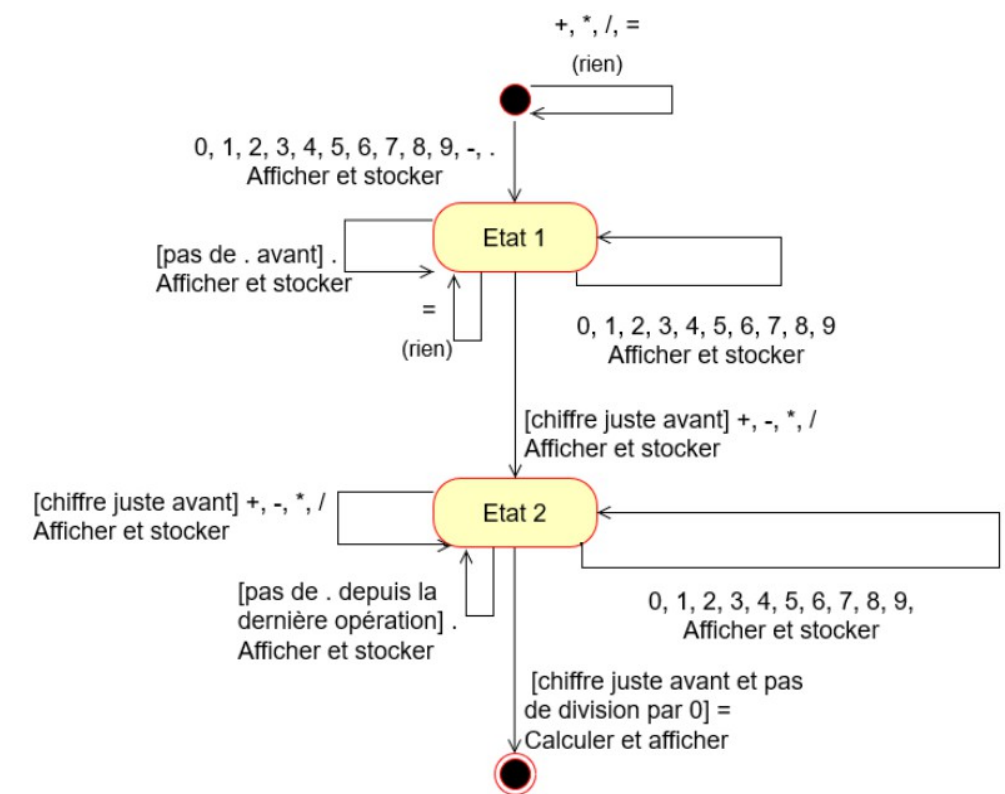 +, *, /, =
(rien)
0, 1, 2, 3, 4, 5, 6, 7, 8, 9, -, .
Afficher et stocker
Etat 1
[pas de . avant] .
Afficher et stocker
=
(rien)
0, 1, 2, 3, 4, 5, 6, 7, 8, 9
Afficher et stocker
[chiffre juste avant] +, -, *, /
Afficher et stocker
Etat 2
[chiffre juste avant] +, -, *, /
Afficher et stocker
[pas de . depuis la
dernière opération] .
Afficher et stocker
0, 1, 2, 3, 4, 5, 6, 7, 8, 9,
Afficher et stocker
[chiffre juste avant et pas
de division par 0] =
Calculer et afficher